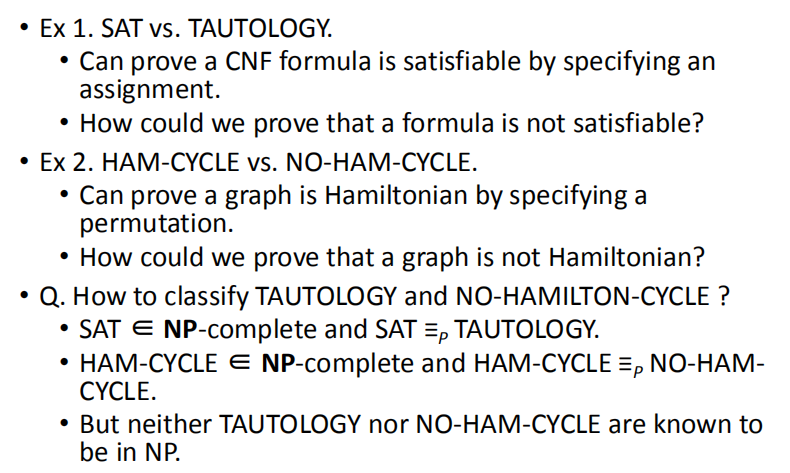 • Ex 1. SAT vs. TAUTOLOGY.
• Can prove a CNF formula is satisfiable by specifying an
assignment.
• How could we prove that a formula is not satisfiable?
• Ex 2. HAM-CYCLE vs. NO-HAM-CYCLE.
• Can prove a graph is Hamiltonian by specifying a
permutation.
• How could we prove that a graph is not Hamiltonian?
• Q. How to classify TAUTOLOGY and NO-HAMILTON-CYCLE ?
• SAT ∈ NP-complete and SAT ≡P TAUTOLOGY.
• HAM-CYCLE ∈ NP-complete and HAM-CYCLE ≡P NO-HAM-
CYCLE.
• But neither TAUTOLOGY nor NO-HAM-CYCLE are known to
be in NP.